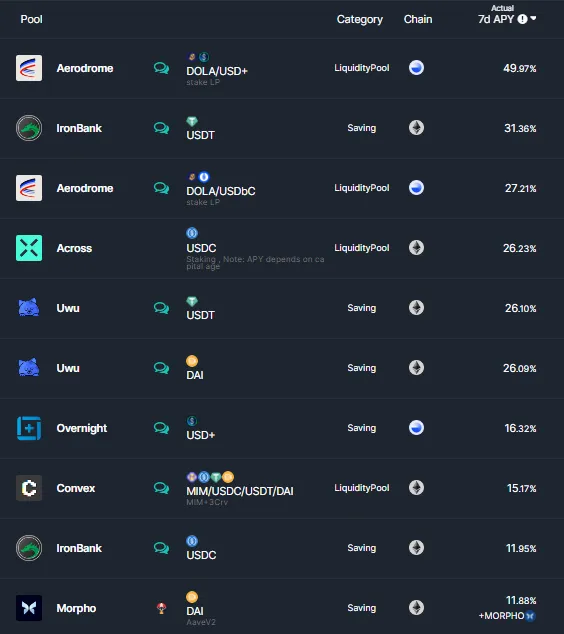 Pool Category Chain Actual
7d APY
Aerodrome DOLA/USD+ LiquidityPool 49.97%
stake LP
IronBank USDT Saving 31.36%
Aerodrome DOLA/USDbC LiquidityPool 27.21%
stake LP
Across USDC LiquidityPool 26.23%
Staking , Note: APY depends on ca
pital age
Uwu USDT Saving 26.10%
Uwu DAI Saving 26.09%
Overnight USD+ Saving 16.32%
Convex MIM/USDC/USDT/DAI LiquidityPool 15.17%
MIM+3Crv
IronBank USDC Saving 11.95%
Morpho DAI Saving 11.88%
AaveV2 +MORPHO